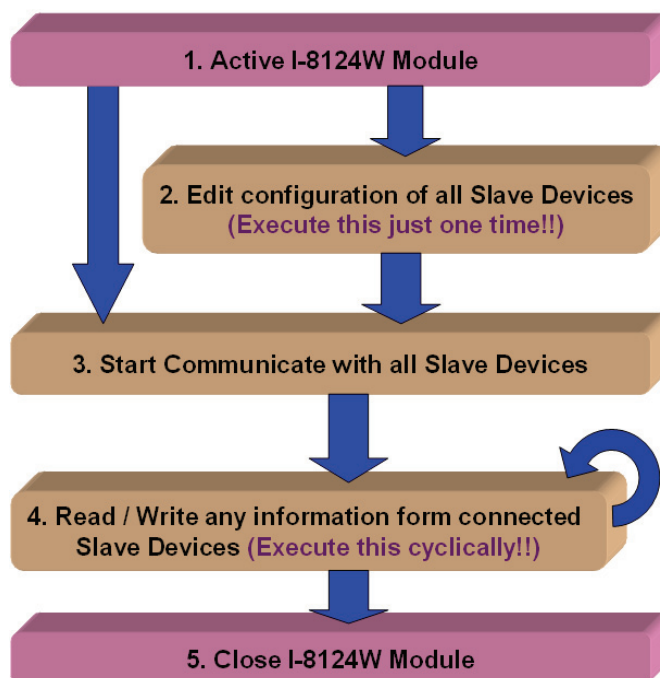 1. Active I-8124W Module
2. Edit configuration of all Slave Devices
(Execute this just one time!!)
3. Start Communicate with all Slave Devices
4. Read / Write any information form connected
Slave Devices (Execute this cyclically!!)
5. Close I-8124W Module